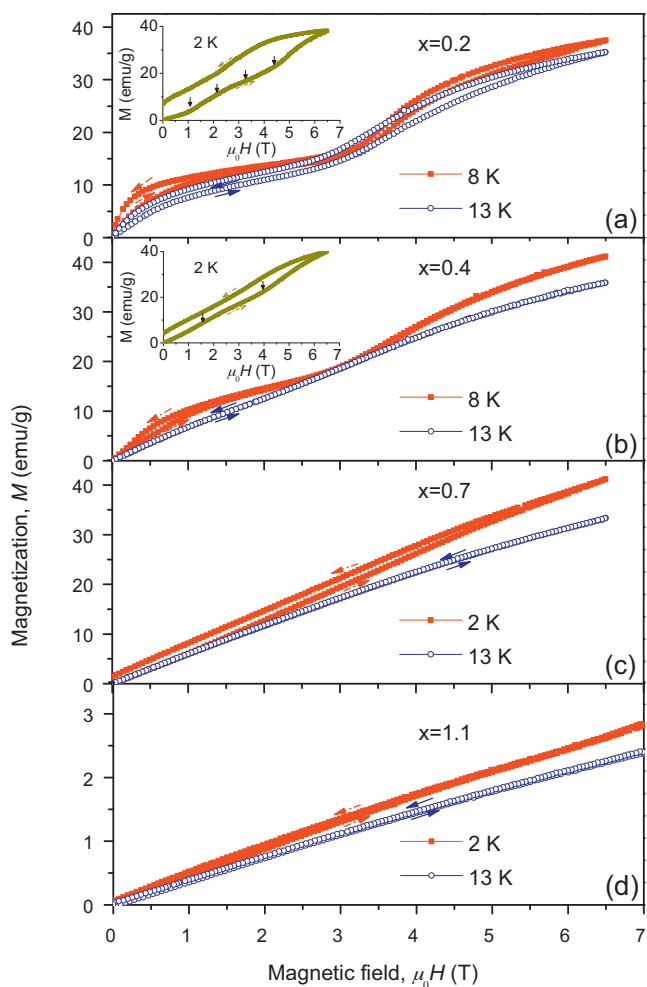 40
2 K
x=0.2
M (emu/g)
20
0
0 1 2 3 4 5 6 7
μ₀H (T)
40
30
20
10
0
8 K
13 K
(a)
40
2 K
x=0.4
M (emu/g)
20
0
0 1 2 3 4 5 6 7
μ₀H (T)
40
30
20
10
0
8 K
13 K
(b)
x=0.7
40
30
20
10
0
2 K
13 K
(c)
x=1.1
3
2
1
0
2 K
13 K
(d)
0 1 2 3 4 5 6 7
Magnetization, M (emu/g)
Magnetic field, μ₀H (T)